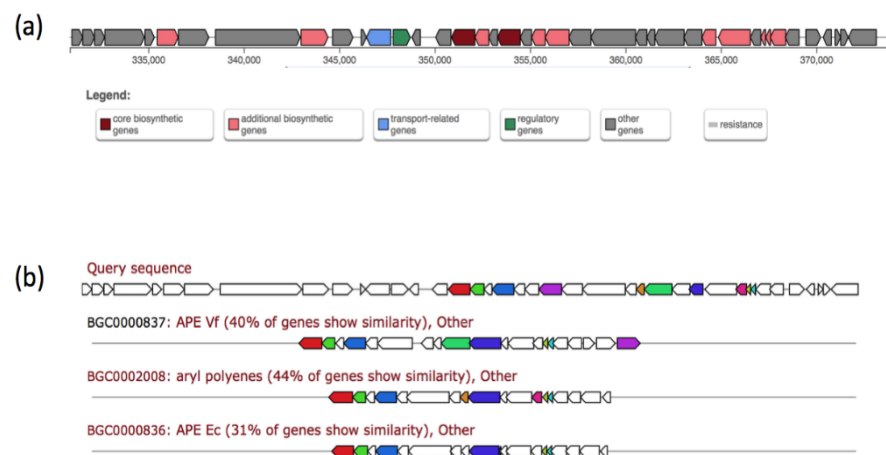 (a)
335,000 340,000 345,000 350,000 355,000 360,000 365,000 370,000
Legend:
core biosynthetic genes
additional biosynthetic genes
transport-related genes
regulatory genes
other genes
resistance
(b)
Query sequence
BGC0000837: APE Vf (40% of genes show similarity), Other
BGC0002008: aryl polyenes (44% of genes show similarity), Other
BGC0000836: APE Ec (31% of genes show similarity), Other